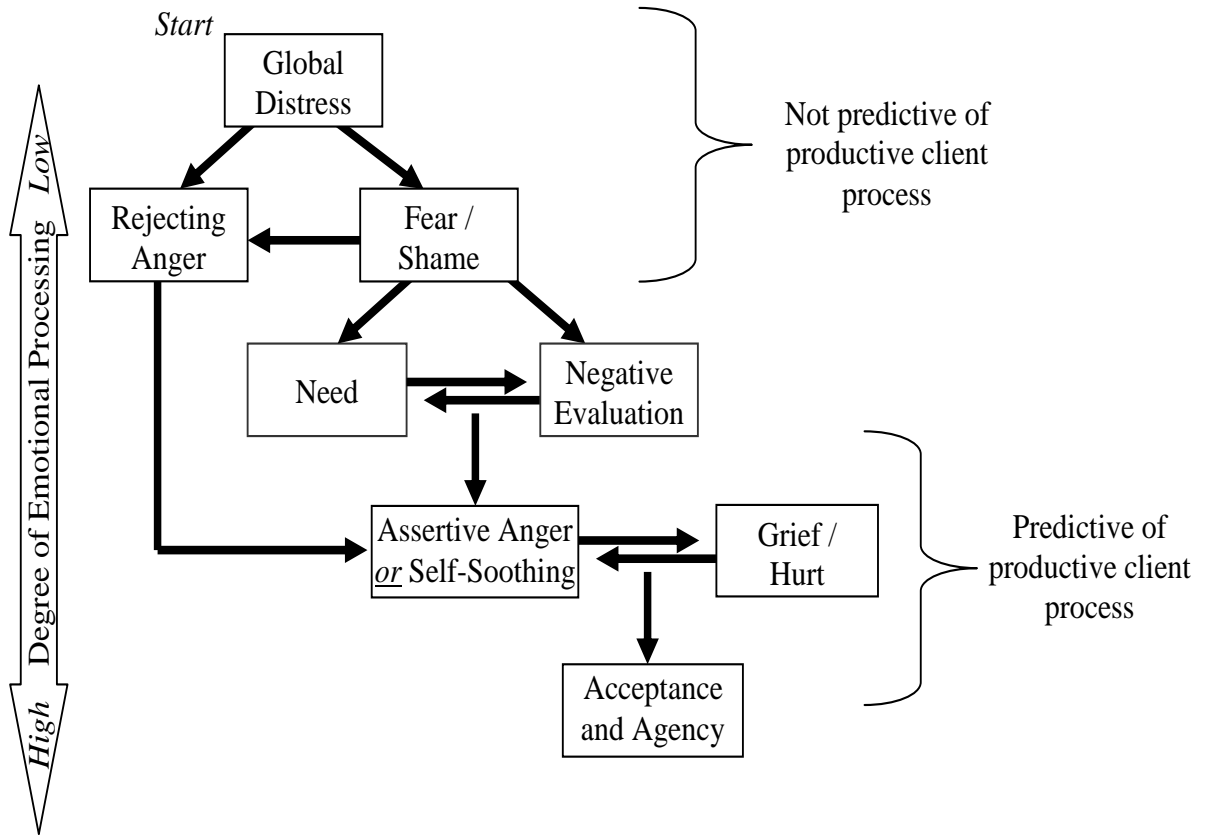 Start
Global
Distress
Not predictive of
productive client
process
Low
Degree of Emotional Processing
High
Rejecting
Anger
Fear /
Shame
Need
Negative
Evaluation
Assertive Anger
or Self-Soothing
Grief /
Hurt
Predictive of
productive client
process
Acceptance
and Agency